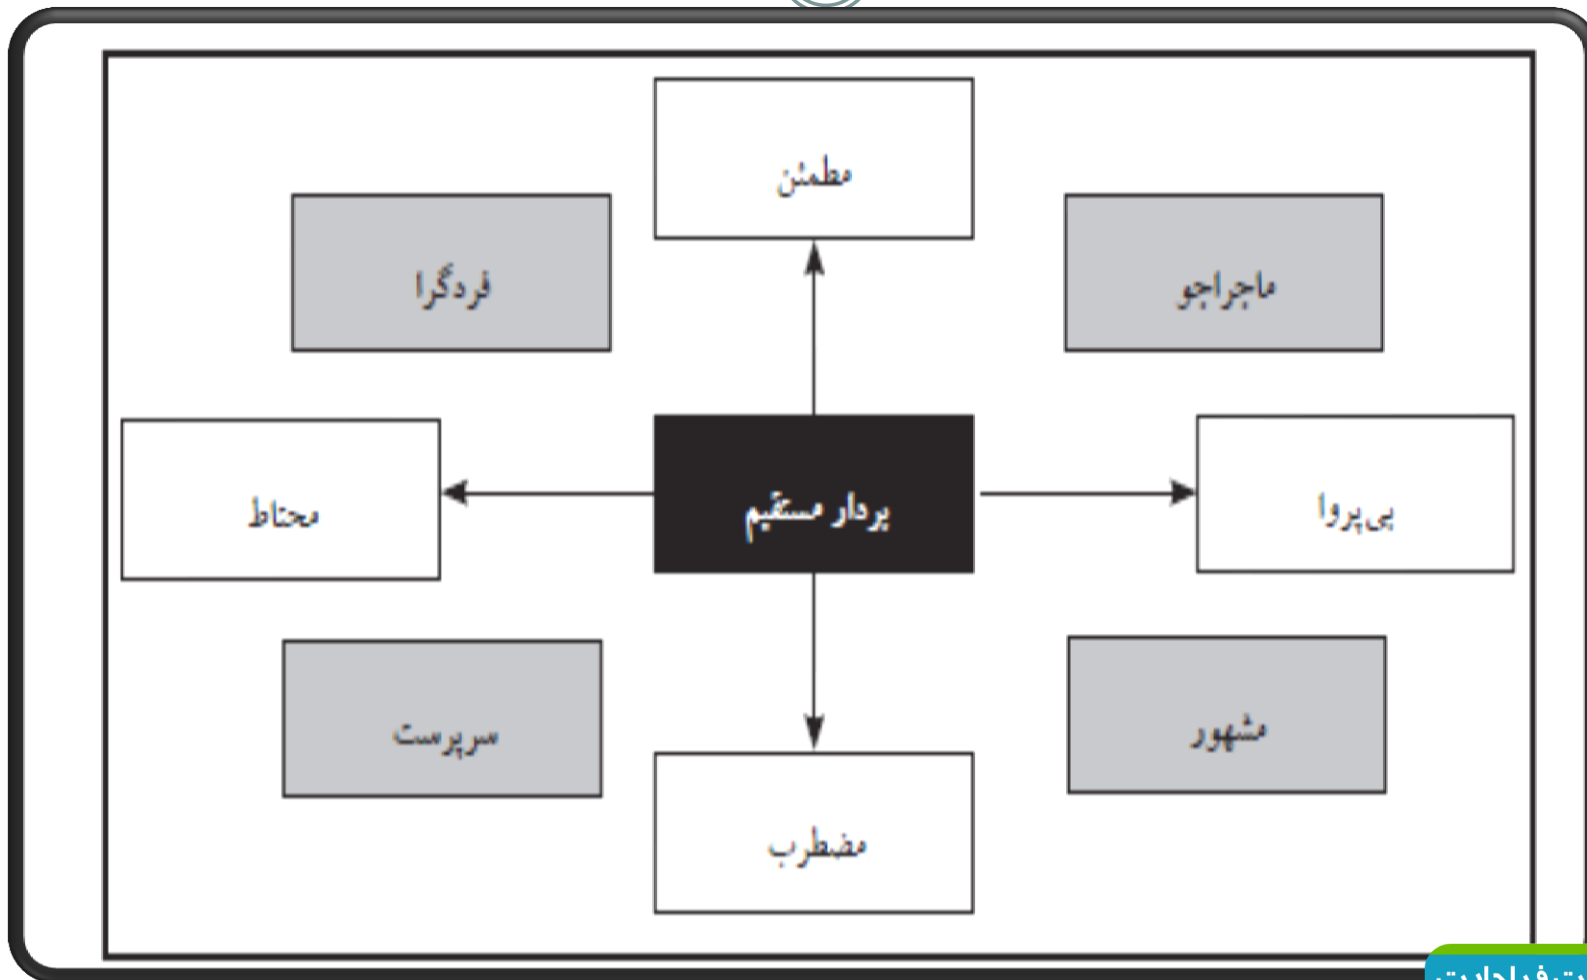 مطمئن
ماجراجو
فردگرا
بی‌پروا
بردار مستقیم
محتاط
مشهور
سرپرست
مضطرب